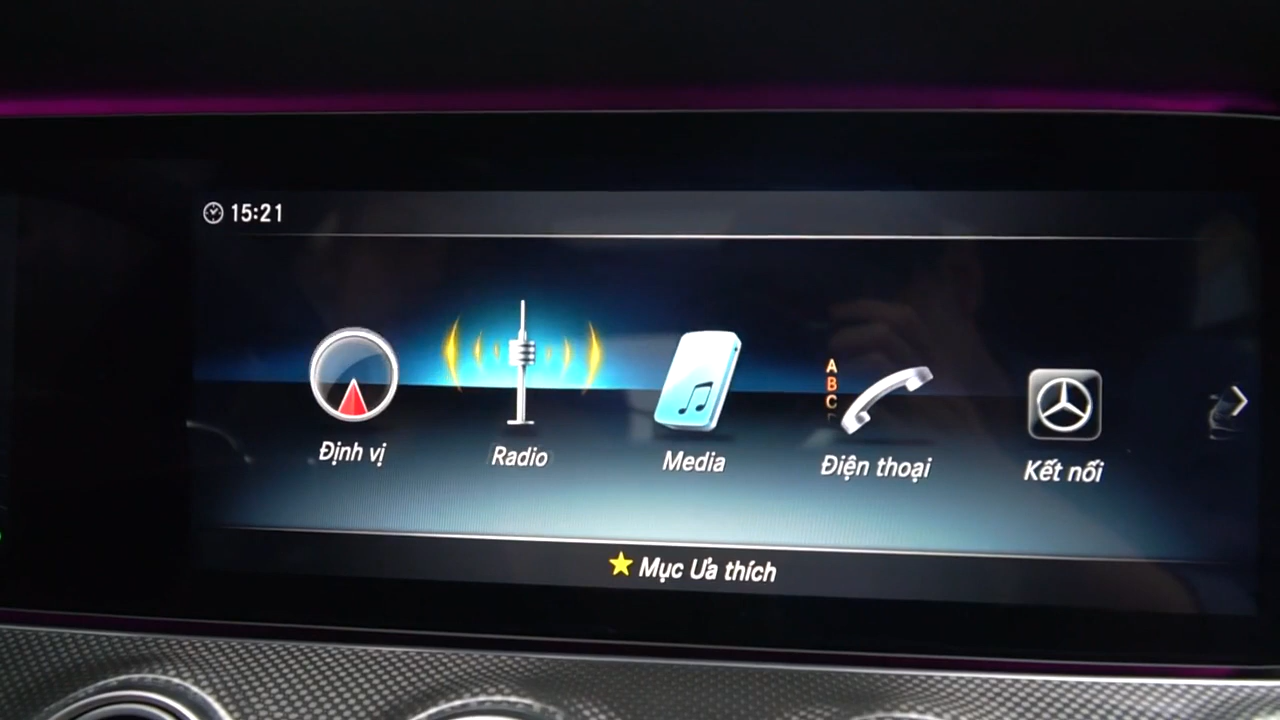 15:21
A
B
C
Định vị
Radio
Media
Điện thoại
Kết nối
Mục Ưa thích